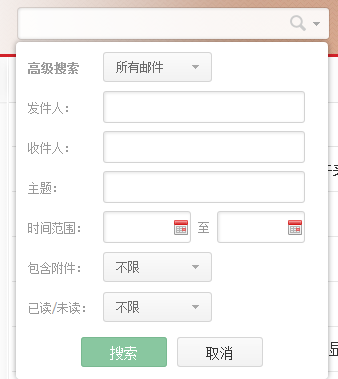 高级搜索 所有邮件
发件人：
收件人：
主题：
时间范围： 至
包含附件： 不限
已读/未读： 不限
搜索 取消